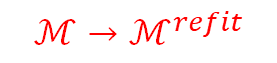 ℳ → ℳ^{refit}